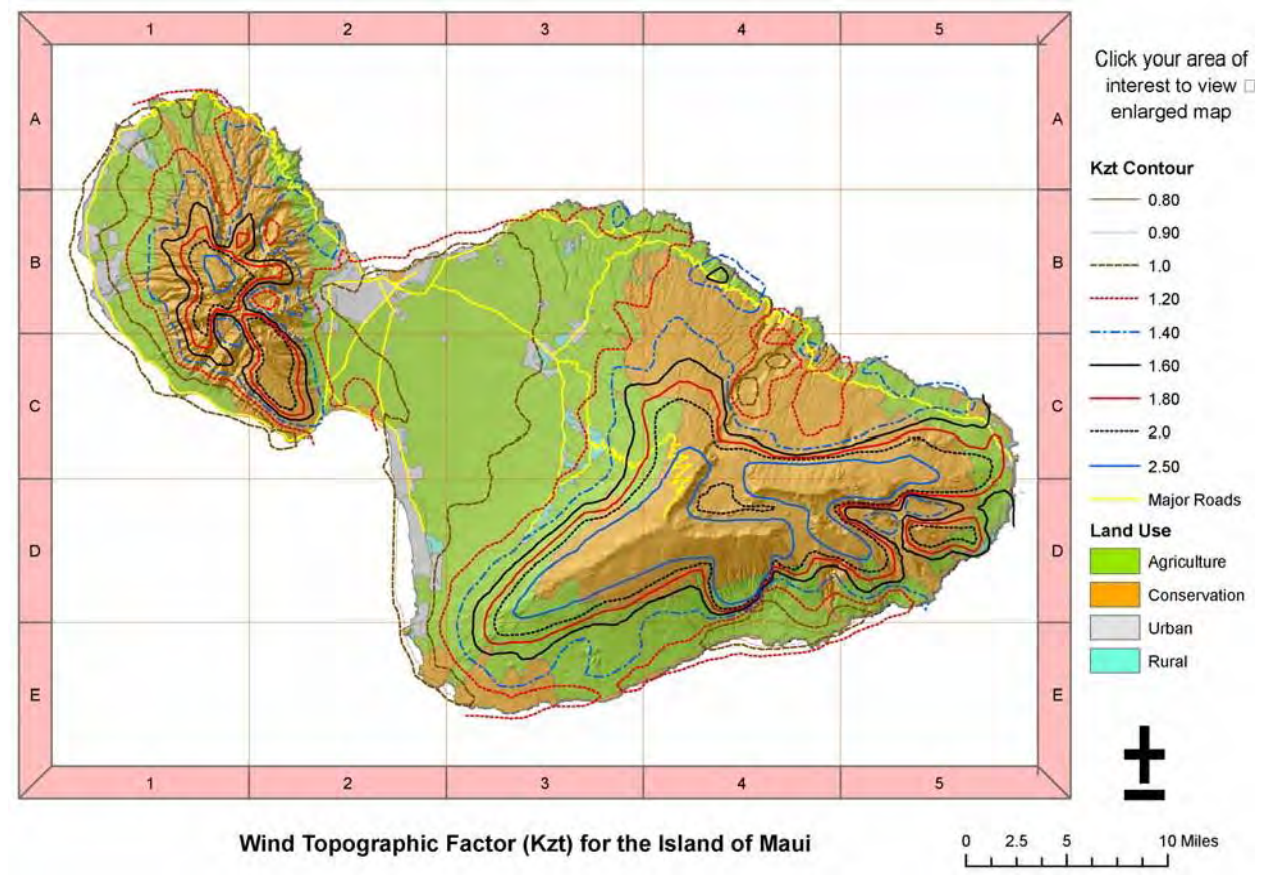 1 2 3 4 5
A A
B B
C C
D D
E E
1 2 3 4 5
Click your area of
interest to view □
enlarged map
Kzt Contour
0.80
0.90
1.0
1.20
1.40
1.60
1.80
2.0
2.50
Major Roads
Land Use
Agriculture
Conservation
Urban
Rural
Wind Topographic Factor (Kzt) for the Island of Maui
0 2.5 5 10 Miles